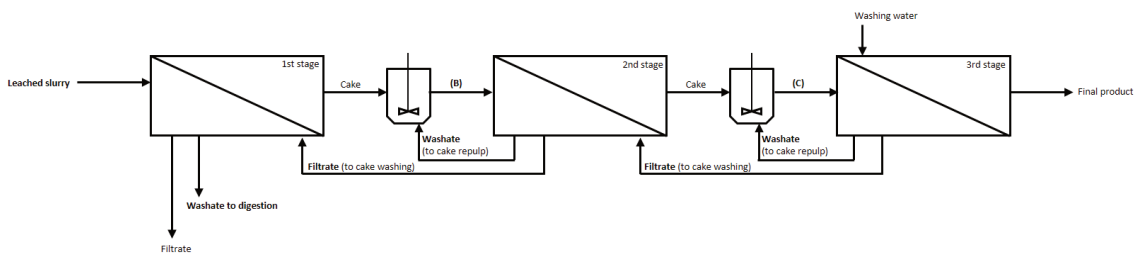 Washing water
1st stage
2nd stage
3rd stage
Leached slurry
Cake
(B)
Cake
(C)
Final product
Washate
(to cake repulp)
Washate
(to cake repulp)
Filtrate (to cake washing)
Filtrate (to cake washing)
Washate to digestion
Filtrate